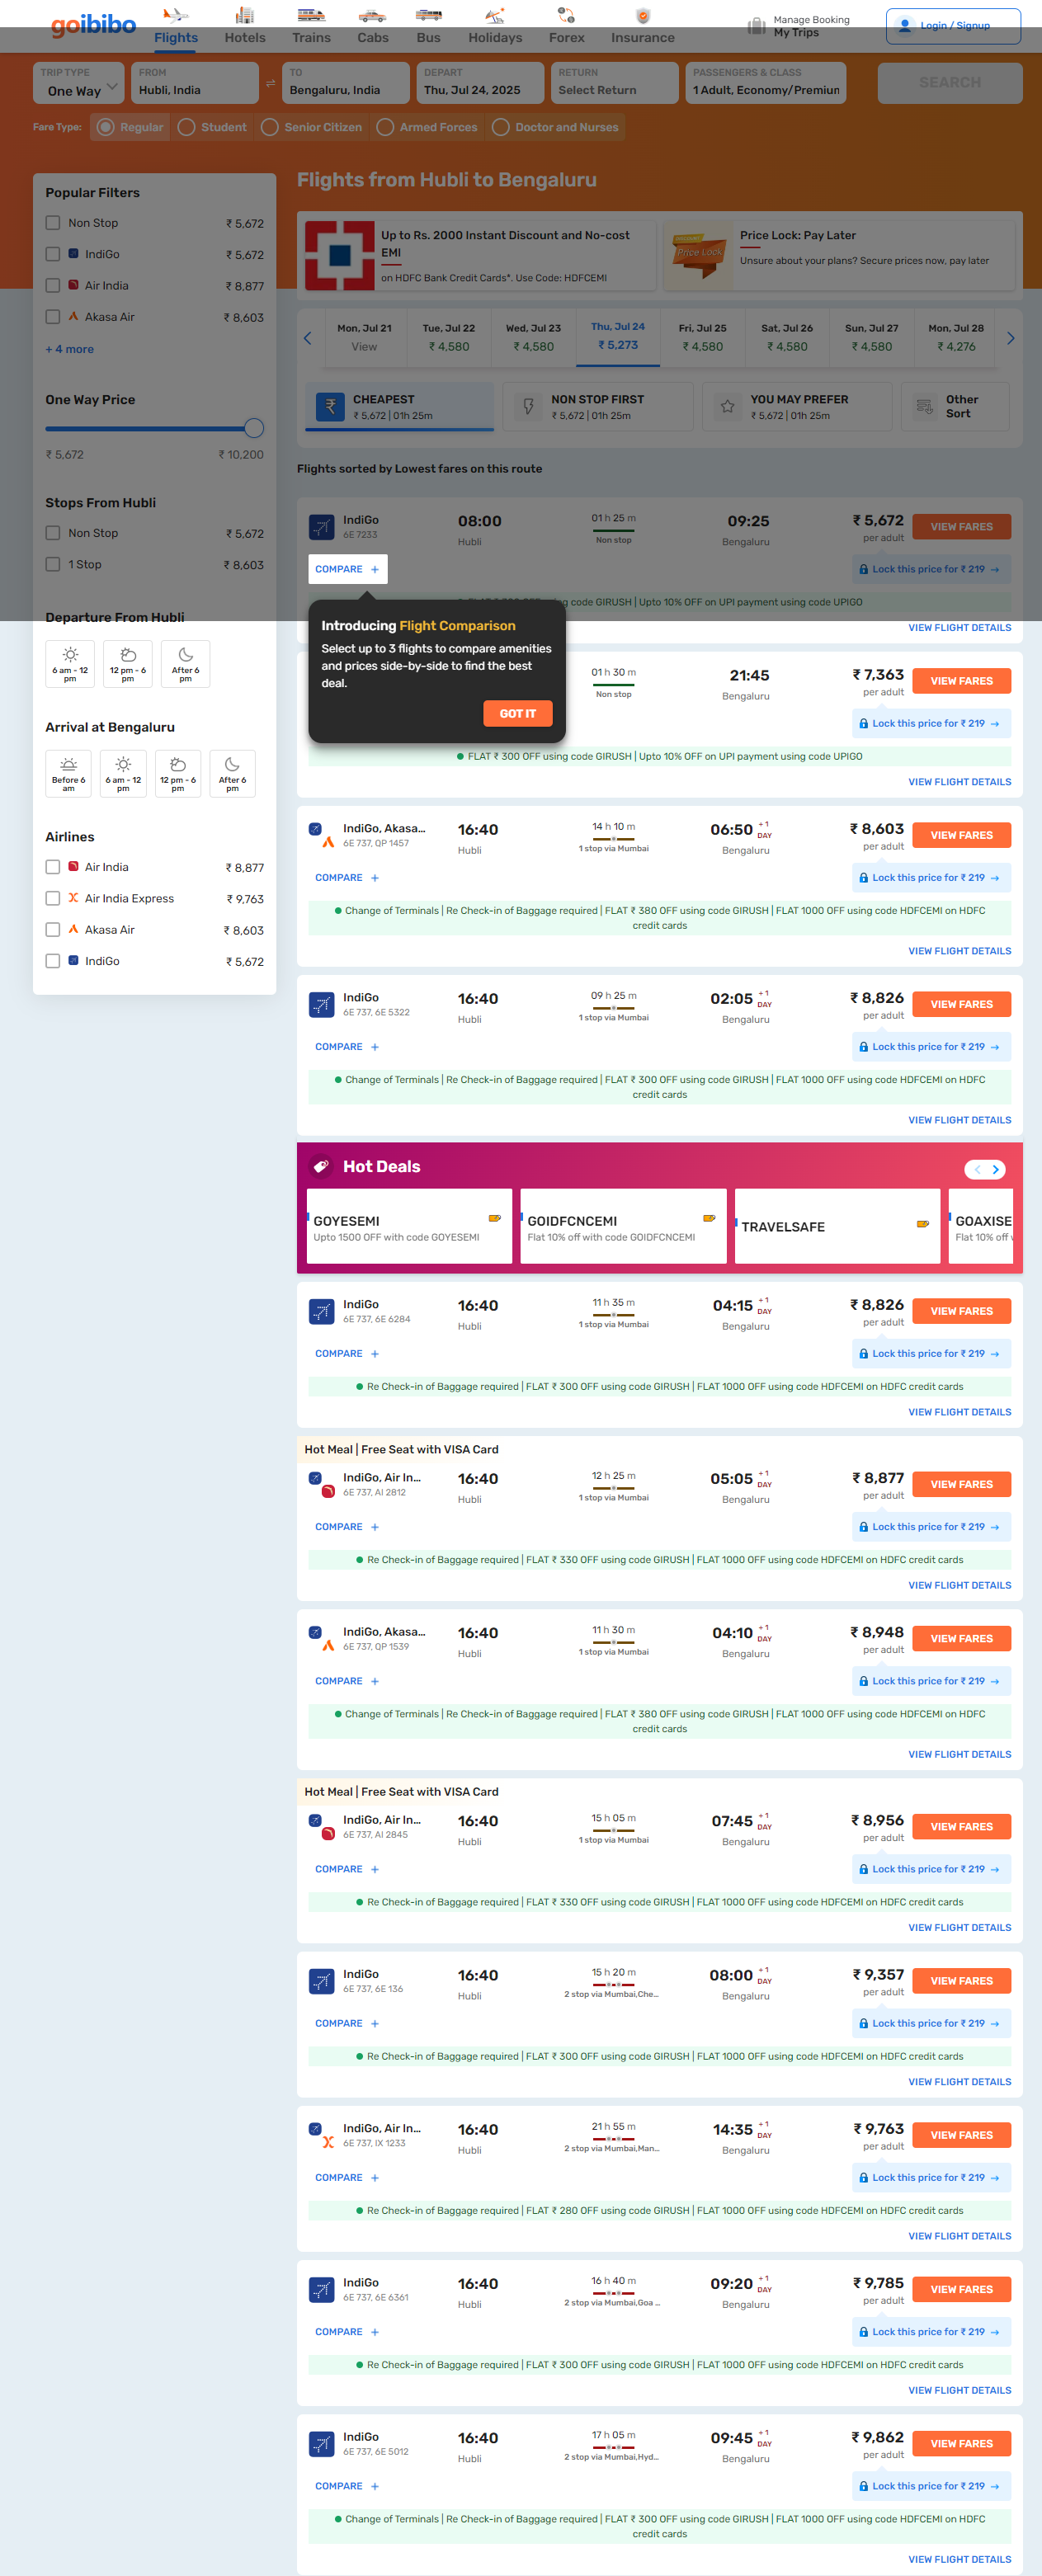 goibibo
Flights
Hotels
Trains
Cabs
Bus
Holidays
Forex
Insurance
Manage Booking
My Trips
Login / Signup
TRIP TYPE
One Way
FROM
Hubli, India
TO
Bengaluru, India
DEPART
Thu, Jul 24, 2025
RETURN
Select Return
PASSENGERS & CLASS
1 Adult, Economy/Premiun
SEARCH
Fare Type:
Regular
Student
Senior Citizen
Armed Forces
Doctor and Nurses
Popular Filters
Non Stop ₹ 5,672
IndiGo ₹ 5,672
Air India ₹ 8,877
Akasa Air ₹ 8,603
+ 4 more
One Way Price
₹ 5,672 ₹ 10,200
Stops From Hubli
Non Stop ₹ 5,672
1 Stop ₹ 8,603
Departure From Hubli
6 am - 12 pm
12 pm - 6 pm
After 6 pm
Arrival at Bengaluru
Before 6 am
6 am - 12 pm
12 pm - 6 pm
After 6 pm
Airlines
Air India ₹ 8,877
Air India Express ₹ 9,763
Akasa Air ₹ 8,603
IndiGo ₹ 5,672
Flights from Hubli to Bengaluru
Up to Rs. 2000 Instant Discount and No-cost
EMI
on HDFC Bank Credit Cards*. Use Code: HDFCEMI
Price Lock
Price Lock: Pay Later
Unsure about your plans? Secure prices now, pay later
Mon, Jul 21
View
Tue, Jul 22
₹ 4,580
Wed, Jul 23
₹ 4,580
Thu, Jul 24
₹ 5,273
Fri, Jul 25
₹ 4,580
Sat, Jul 26
₹ 4,580
Sun, Jul 27
₹ 4,580
Mon, Jul 28
₹ 4,276
CHEAPEST
₹ 5,672 | 01h 25m
NON STOP FIRST
₹ 5,672 | 01h 25m
YOU MAY PREFER
₹ 5,672 | 01h 25m
Other
Sort
Flights sorted by Lowest fares on this route
IndiGo 08:00 01 h 25 m 09:25 ₹ 5,672 VIEW FARES
6E 7233 Hubli Non stop Bengaluru per adult
COMPARE + Lock this price for ₹ 219 →
ng code GIRUSH | Upto 10% OFF on UPI payment using code UPIGO
VIEW FLIGHT DETAILS
Introducing Flight Comparison
Select up to 3 flights to compare amenities
and prices side-by-side to find the best
deal.
GOT IT
01 h 30 m 21:45 ₹ 7,363 VIEW FARES
Non stop Bengaluru per adult
Lock this price for ₹ 219 →
FLAT ₹ 300 OFF using code GIRUSH | Upto 10% OFF on UPI payment using code UPIGO
VIEW FLIGHT DETAILS
IndiGo, Akasa... 16:40 14 h 10 m 06:50 +1 DAY ₹ 8,603 VIEW FARES
6E 737, QP 1457 Hubli 1 stop via Mumbai Bengaluru per adult
COMPARE + Lock this price for ₹ 219 →
Change of Terminals | Re Check-in of Baggage required | FLAT ₹ 380 OFF using code GIRUSH | FLAT 1000 OFF using code HDFCEMI on HDFC
credit cards
VIEW FLIGHT DETAILS
IndiGo 16:40 09 h 25 m 02:05 +1 DAY ₹ 8,826 VIEW FARES
6E 737, 6E 5322 Hubli 1 stop via Mumbai Bengaluru per adult
COMPARE + Lock this price for ₹ 219 →
Change of Terminals | Re Check-in of Baggage required | FLAT ₹ 300 OFF using code GIRUSH | FLAT 1000 OFF using code HDFCEMI on HDFC
credit cards
VIEW FLIGHT DETAILS
Hot Deals
GOYESEMI
Upto 1500 OFF with code GOYESEMI
GOIDFCNCEMI
Flat 10% off with code GOIDFCNCEMI
TRAVELSAFE
GOAXISE
Flat 10% off
IndiGo 16:40 11 h 35 m 04:15 +1 DAY ₹ 8,826 VIEW FARES
6E 737, 6E 6284 Hubli 1 stop via Mumbai Bengaluru per adult
COMPARE + Lock this price for ₹ 219 →
Re Check-in of Baggage required | FLAT ₹ 300 OFF using code GIRUSH | FLAT 1000 OFF using code HDFCEMI on HDFC credit cards
VIEW FLIGHT DETAILS
Hot Meal | Free Seat with VISA Card
IndiGo, Air In... 16:40 12 h 25 m 05:05 +1 DAY ₹ 8,877 VIEW FARES
6E 737, AI 2812 Hubli 1 stop via Mumbai Bengaluru per adult
COMPARE + Lock this price for ₹ 219 →
Re Check-in of Baggage required | FLAT ₹ 330 OFF using code GIRUSH | FLAT 1000 OFF using code HDFCEMI on HDFC credit cards
VIEW FLIGHT DETAILS
IndiGo, Akasa... 16:40 11 h 30 m 04:10 +1 DAY ₹ 8,948 VIEW FARES
6E 737, QP 1539 Hubli 1 stop via Mumbai Bengaluru per adult
COMPARE + Lock this price for ₹ 219 →
Change of Terminals | Re Check-in of Baggage required | FLAT ₹ 380 OFF using code GIRUSH | FLAT 1000 OFF using code HDFCEMI on HDFC
credit cards
VIEW FLIGHT DETAILS
Hot Meal | Free Seat with VISA Card
IndiGo, Air In... 16:40 15 h 05 m 07:45 +1 DAY ₹ 8,956 VIEW FARES
6E 737, AI 2845 Hubli 1 stop via Mumbai Bengaluru per adult
COMPARE + Lock this price for ₹ 219 →
Re Check-in of Baggage required | FLAT ₹ 330 OFF using code GIRUSH | FLAT 1000 OFF using code HDFCEMI on HDFC credit cards
VIEW FLIGHT DETAILS
IndiGo 16:40 15 h 20 m 08:00 +1 DAY ₹ 9,357 VIEW FARES
6E 737, 6E 136 Hubli 2 stop via Mumbai,Che... Bengaluru per adult
COMPARE + Lock this price for ₹ 219 →
Re Check-in of Baggage required | FLAT ₹ 300 OFF using code GIRUSH | FLAT 1000 OFF using code HDFCEMI on HDFC credit cards
VIEW FLIGHT DETAILS
IndiGo, Air In... 16:40 21 h 55 m 14:35 +1 DAY ₹ 9,763 VIEW FARES
6E 737, IX 1233 Hubli 2 stop via Mumbai,Man... Bengaluru per adult
COMPARE + Lock this price for ₹ 219 →
Re Check-in of Baggage required | FLAT ₹ 280 OFF using code GIRUSH | FLAT 1000 OFF using code HDFCEMI on HDFC credit cards
VIEW FLIGHT DETAILS
IndiGo 16:40 16 h 40 m 09:20 +1 DAY ₹ 9,785 VIEW FARES
6E 737, 6E 6361 Hubli 2 stop via Mumbai,Goa ... Bengaluru per adult
COMPARE + Lock this price for ₹ 219 →
Re Check-in of Baggage required | FLAT ₹ 300 OFF using code GIRUSH | FLAT 1000 OFF using code HDFCEMI on HDFC credit cards
VIEW FLIGHT DETAILS
IndiGo 16:40 17 h 05 m 09:45 +1 DAY ₹ 9,862 VIEW FARES
6E 737, 6E 5012 Hubli 2 stop via Mumbai,Hyd... Bengaluru per adult
COMPARE + Lock this price for ₹ 219 →
Change of Terminals | Re Check-in of Baggage required | FLAT ₹ 300 OFF using code GIRUSH | FLAT 1000 OFF using code HDFCEMI on HDFC
credit cards
VIEW FLIGHT DETAILS